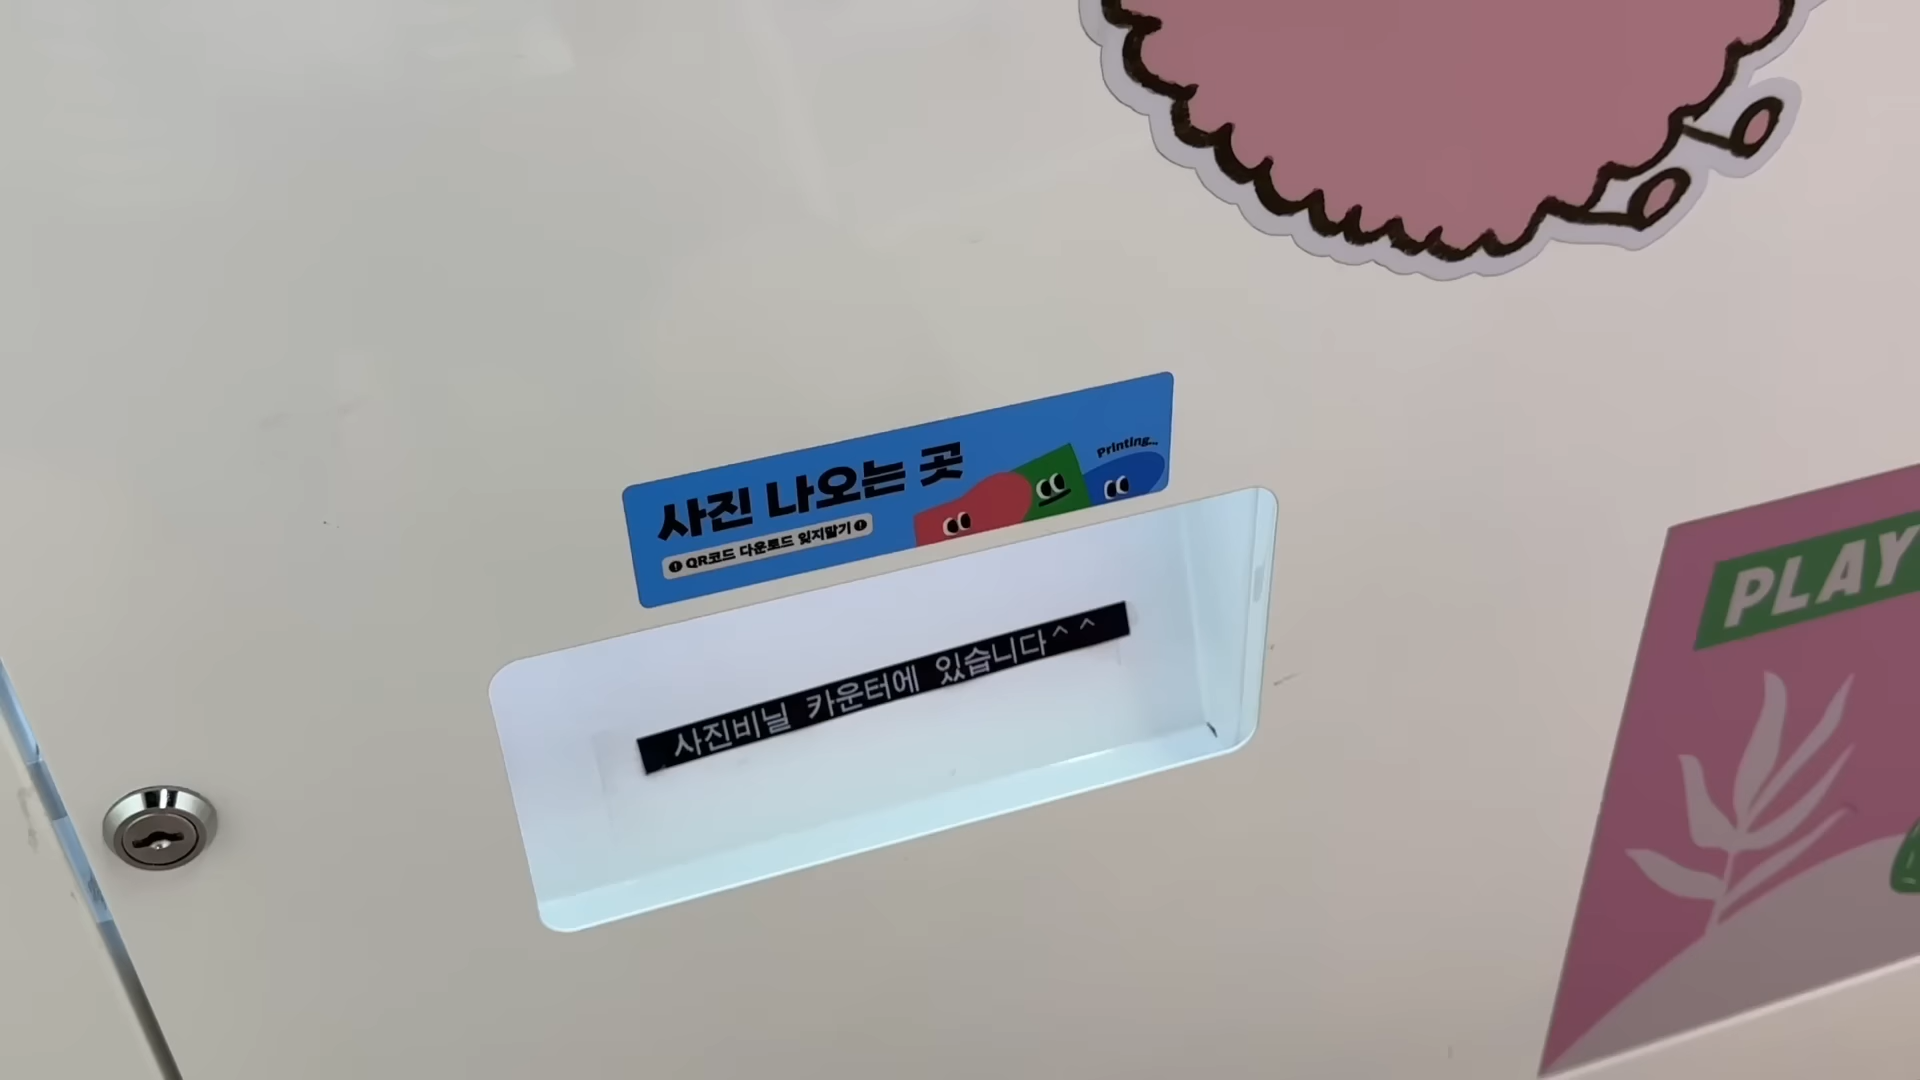 사진 나오는 곳
Printing...
! QR코드 다운로드 잊지말기 !
사진비닐 카운터에 있습니다^^
PLAY